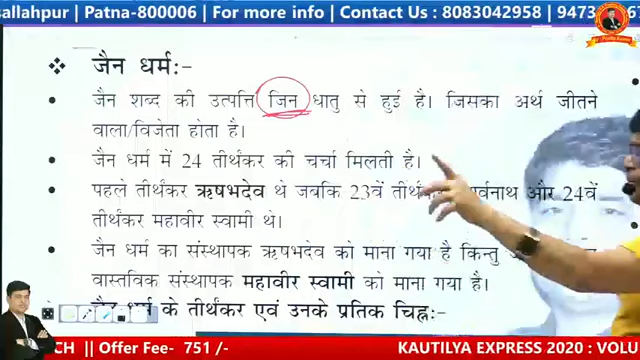 sallahpur | Patna-800006 | For more info | Contact Us : 8083042958 | 9473
जैन धर्म:-
जैन शब्द की उत्पत्ति जिन धातु से हुई है। जिसका अर्थ जीतने
वाला/विजेता होता है।
जैन धर्म में 24 तीर्थंकर की चर्चा मिलती है।
पहले तीर्थंकर ऋषभदेव थे जबकि 23वें और 24वें
तीर्थंकर महावीर स्वामी थे।
जैन धर्म का संस्थापक ऋषभदेव को माना गया है किन्तु
वास्तविक संस्थापक महावीर स्वामी को माना गया है।
धर्म के तीर्थंकर एवं उनके प्रतिक चिह्न:-
CH || Offer Fee- 751 /- KAUTILYA EXPRESS 2020 : VOLU